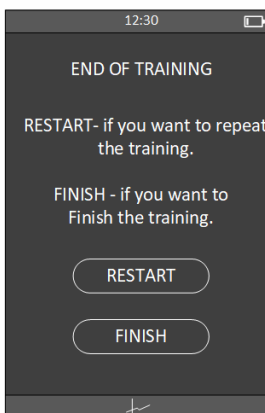 12:30
END OF TRAINING
RESTART- if you want to repeat
the training.
FINISH - if you want to
Finish the training.
RESTART
FINISH